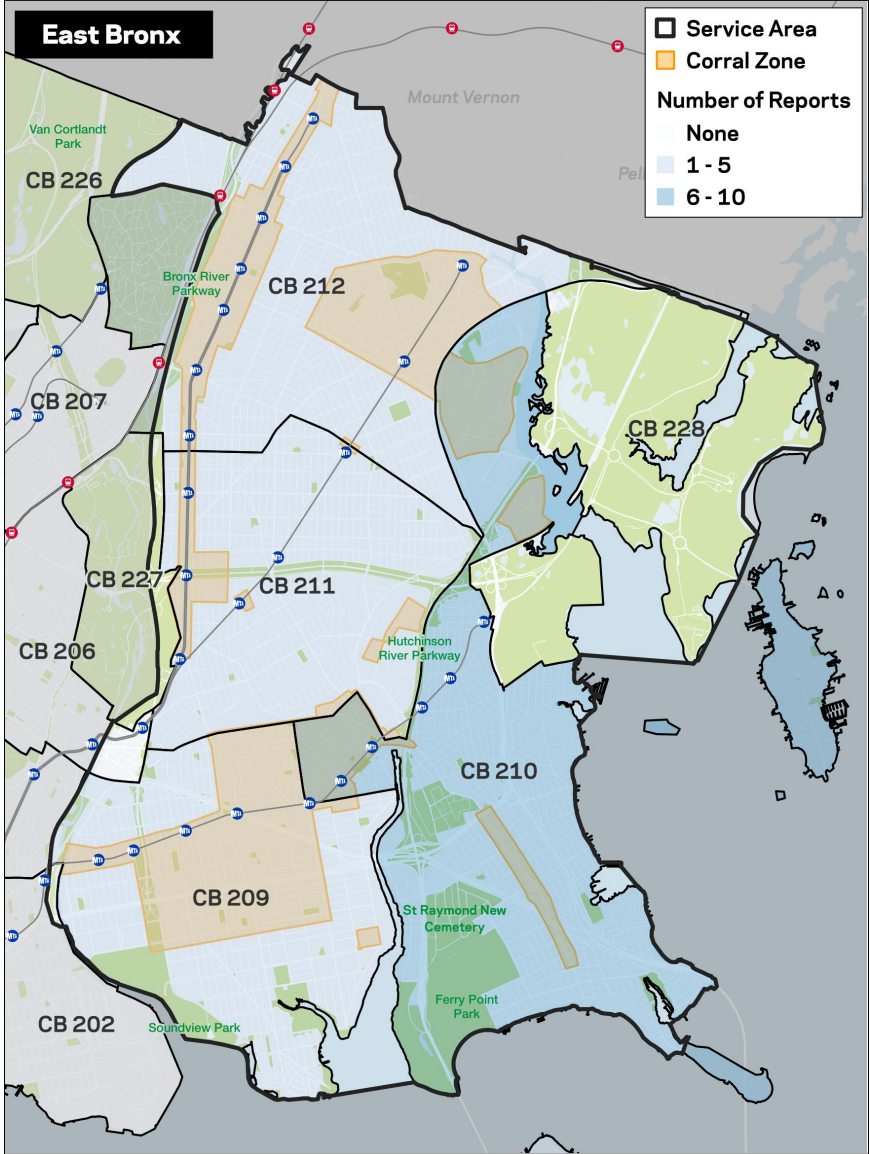 East Bronx
Service Area
Corral Zone
Number of Reports
None
1 - 5
6 - 10
Mount Vernon
Van Cortlandt
Park
CB 226
Bronx River
Parkway
CB 212
CB 207
CB 228
CB 227
CB 211
CB 206
Hutchinson
River Parkway
CB 210
CB 209
St Raymond New
Cemetery
Ferry Point
Park
CB 202
Soundview Park